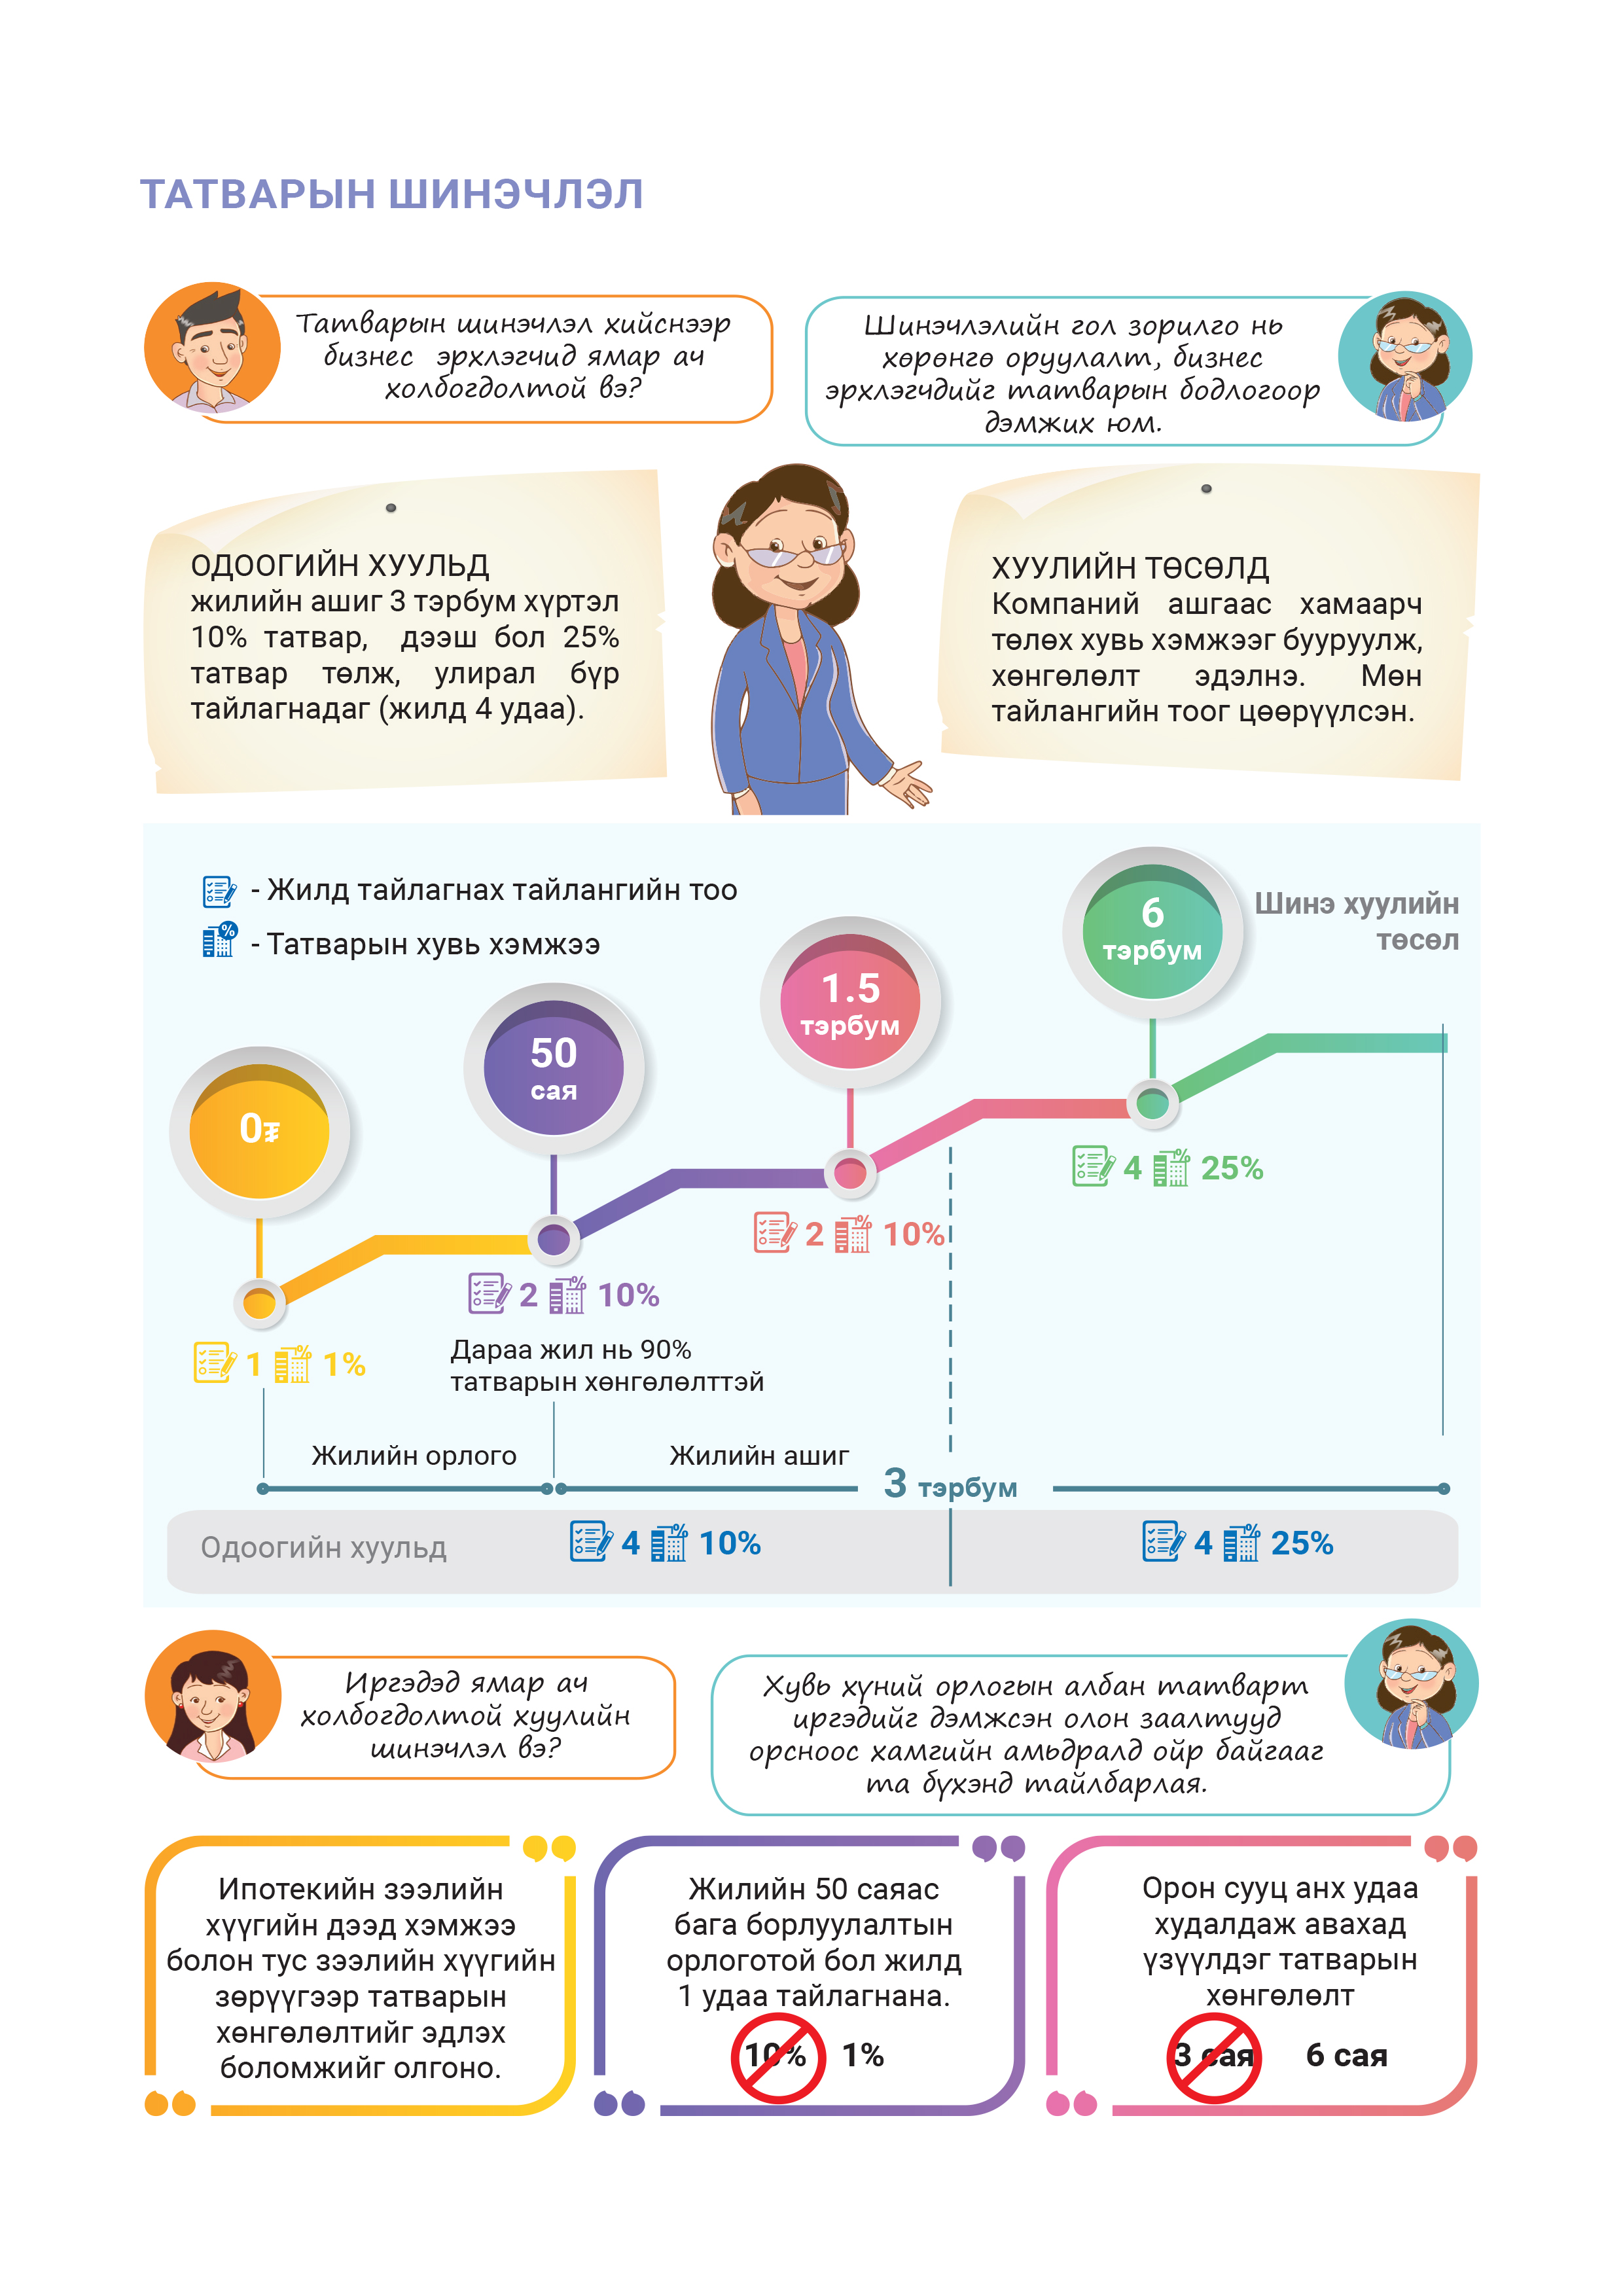 ТАТВАРЫН ШИНЭЧЛЭЛ
Татварын шинэчлэл хийснээр
бизнес эрхлэгчид ямар ач
холбогдолтой вэ?
Шинэчлэлийн гол зорилго нь
хөрөнгө оруулалт, бизнес
эрхлэгчдийг татварын бодлогоор
дэмжих юм.
ОДООГИЙН ХУУЛЬД
жилийн ашиг 3 тэрбум хүртэл
10% татвар, дээш бол 25%
татвар төлж, улирал бүр
тайлагнадаг (жилд 4 удаа).
ХУУЛИЙН ТӨСӨЛД
Компаний ашгаас хамаарч
төлөх хувь хэмжээг бууруулж,
хөнгөлөлт эдэлнэ. Мөн
тайлангийн тоог цөөрүүлсэн.
- Жилд тайлагнах тайлангийн тоо
% - Татварын хувь хэмжээ
Шинэ хуулийн
төсөл
6
тэрбум
1.5
тэрбум
50
сая
0₮
4 % 25%
2 % 10%
2 % 10%
1 % 1%
Дараа жил нь 90%
татварын хөнгөлөлттэй
Жилийн орлого
Жилийн ашиг
3 тэрбум
Одоогийн хуульд
4 % 10%
4 % 25%
Иргэдэд ямар ач
холбогдолтой хуулийн
шинэчлэл вэ?
Хувь хүний орлогын албан татварт
иргэдийг дэмжсэн олон заалтууд
орсноос хамгийн амьдралд ойр байгааг
та бүхэнд тайлбарлая.
Ипотекийн зээлийн
хүүгийн дээд хэмжээ
болон тус зээлийн хүүгийн
зөрүүгээр татварын
хөнгөлөлтийг эдлэх
боломжийг олгоно.
Жилийн 50 саяас
бага борлуулалтын
орлоготой бол жилд
1 удаа тайлагнана.
10% 1%
Орон сууц анх удаа
худалдаж авахад
үзүүлдэг татварын
хөнгөлөлт
3 сая 6 сая